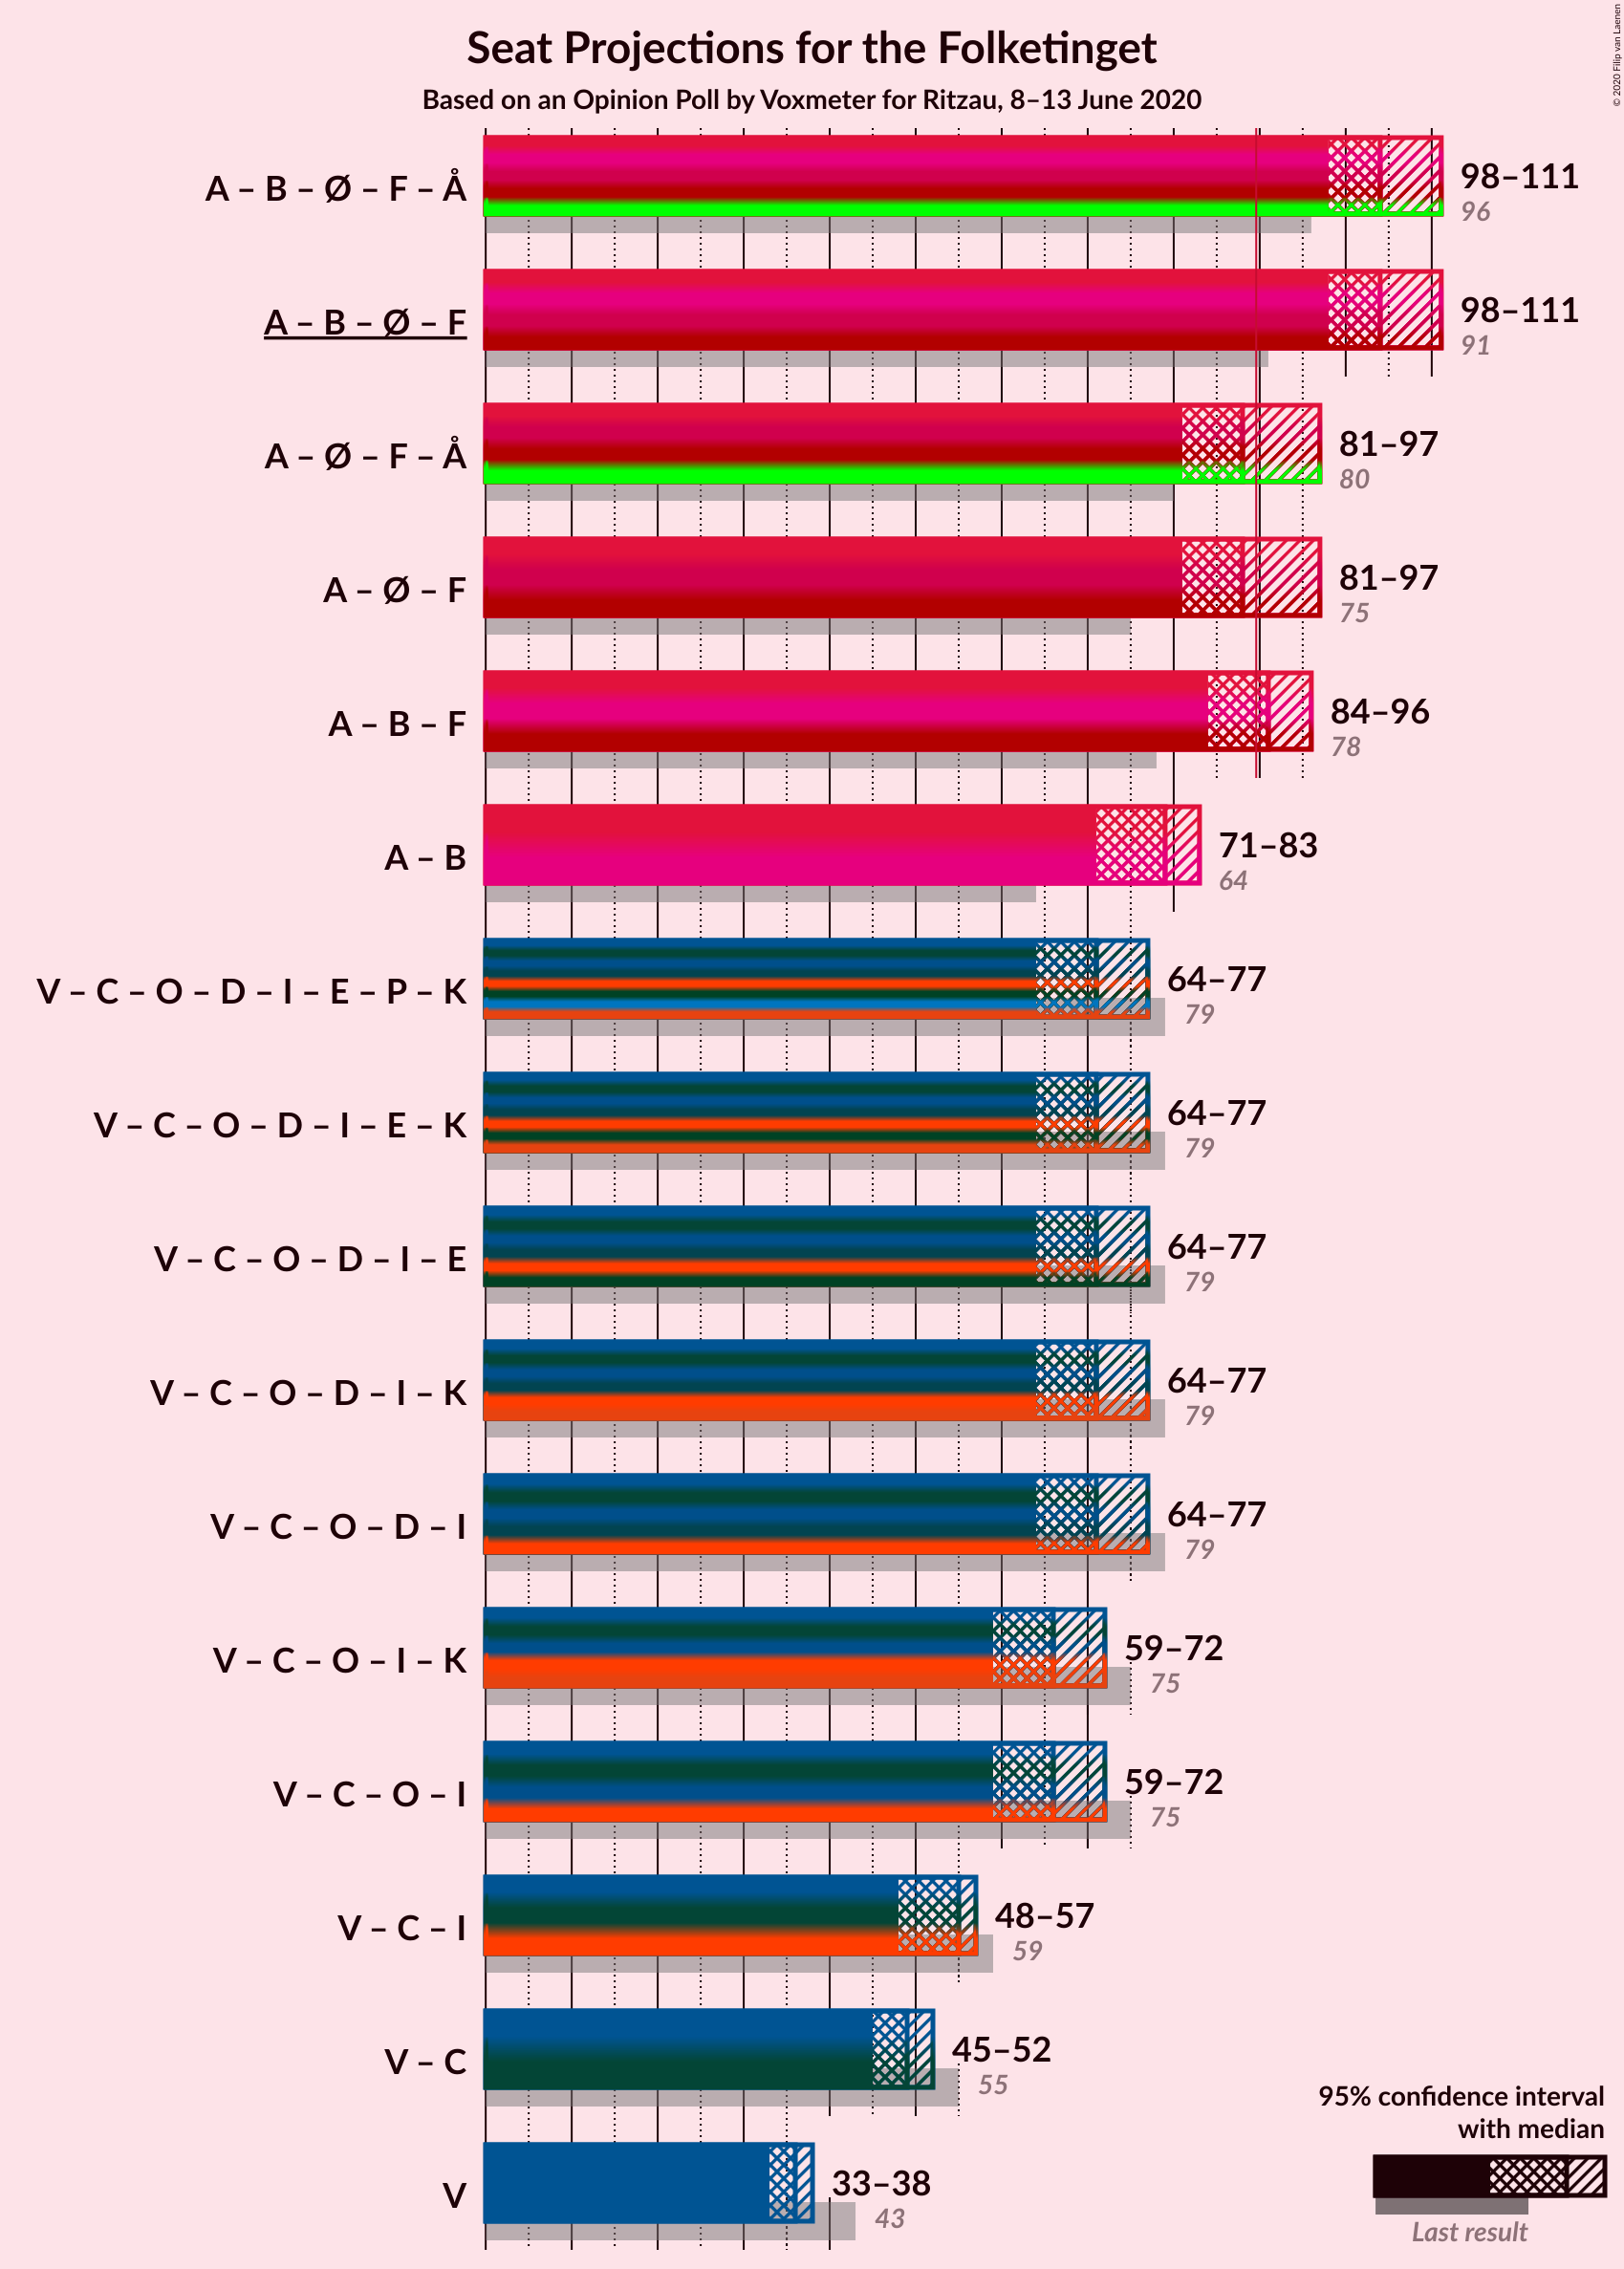 Seat Projections for the Folketinget
Based on an Opinion Poll by Voxmeter for Ritzau, 8–13 June 2020
© 2020 Filip van Laenen
A – B – Ø – F – Å
98–111
96
A – B – Ø – F
98–111
91
A – Ø – F – Å
81–97
80
A – Ø – F
81–97
75
A – B – F
84–96
78
A – B
71–83
64
V – C – O – D – I – E – P – K
64–77
79
V – C – O – D – I – E – K
64–77
79
V – C – O – D – I – E
64–77
79
V – C – O – D – I – K
64–77
79
V – C – O – D – I
64–77
79
V – C – O – I – K
59–72
75
V – C – O – I
59–72
75
V – C – I
48–57
59
V – C
45–52
55
V
33–38
43
95% confidence interval
with median
Last result